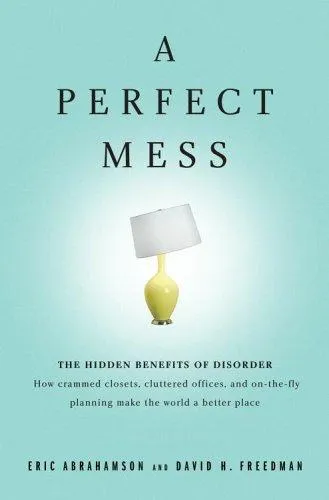 A
PERFECT
MESS
THE HIDDEN BENEFITS OF DISORDER
How crammed closets, cluttered offices, and on-the-fly
planning make the world a better place
ERIC ABRAHAMSON AND DAVID H. FREEDMAN